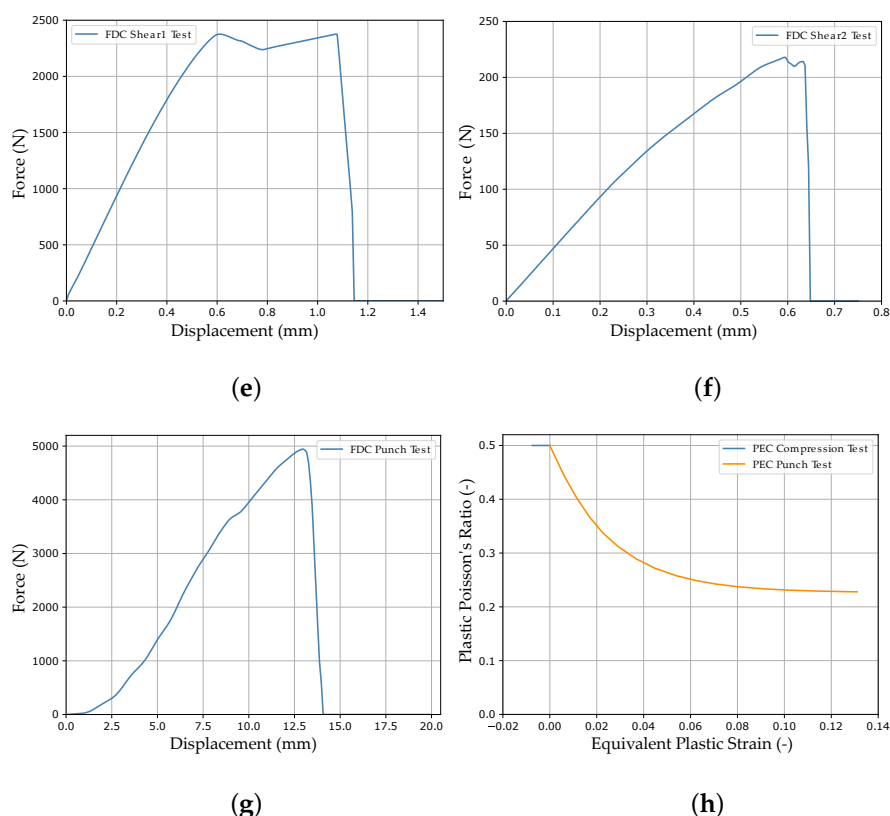 2500
2000
1500
1000
500
0
Force (N)
FDC Shear1 Test
0.0 0.2 0.4 0.6 0.8 1.0 1.2 1.4
Displacement (mm)
(e)
250
200
150
100
50
0
Force (N)
FDC Shear2 Test
0.0 0.1 0.2 0.3 0.4 0.5 0.6 0.7 0.8
Displacement (mm)
(f)
5000
4000
3000
2000
1000
0
Force (N)
FDC Punch Test
0.0 2.5 5.0 7.5 10.0 12.5 15.0 17.5 20.0
Displacement (mm)
(g)
0.5
0.4
0.3
0.2
0.1
0.0
Plastic Poisson's Ratio (-)
PEC Compression Test
PEC Punch Test
−0.02 0.00 0.02 0.04 0.06 0.08 0.10 0.12 0.14
Equivalent Plastic Strain (-)
(h)